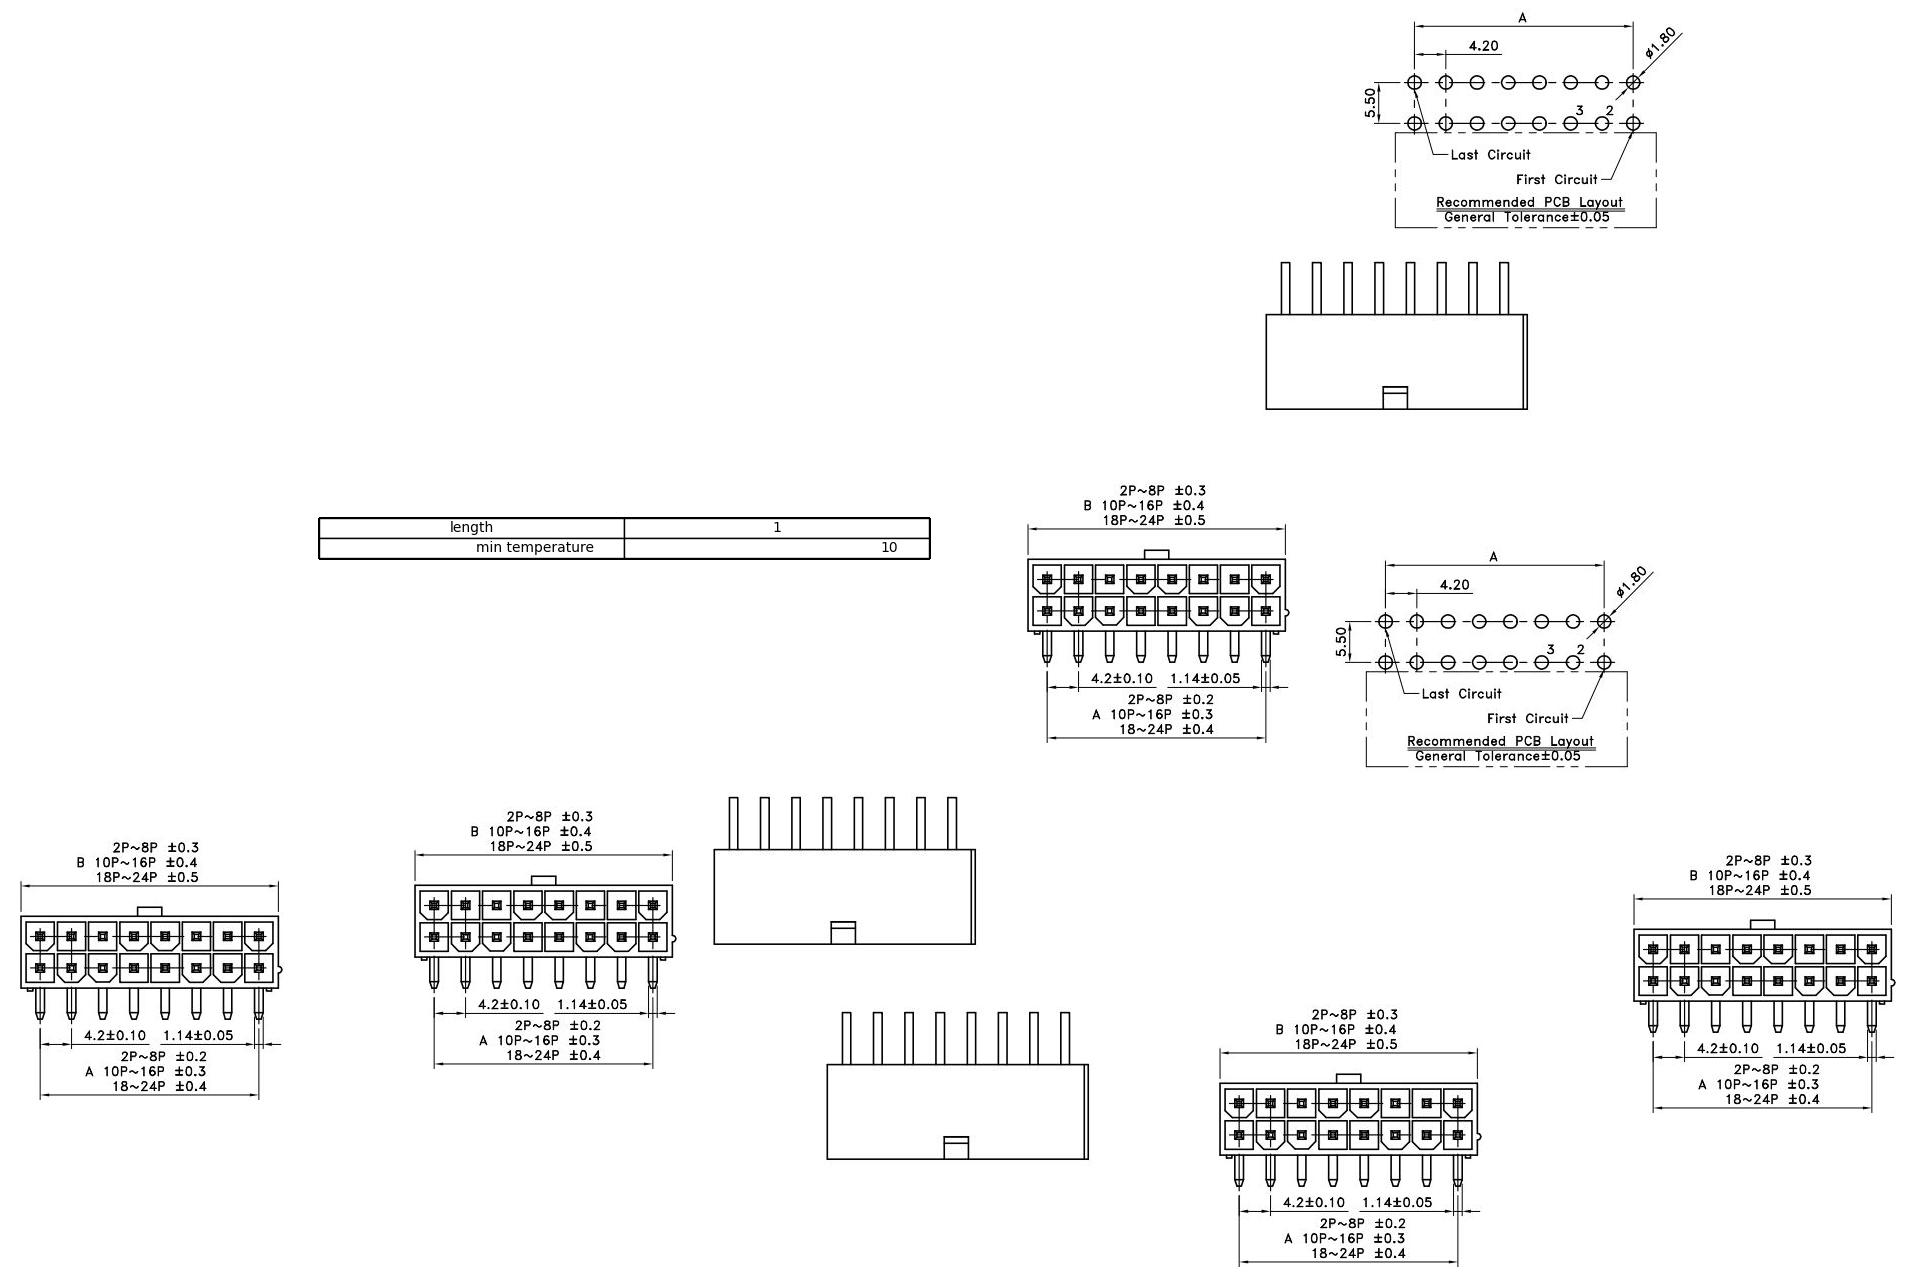 A
4.20
ø1.80
5.50
3 2
Last Circuit
First Circuit
Recommended PCB Layout
General Tolerance±0.05
length 1
min temperature 10
2P~8P ±0.3
B 10P~16P ±0.4
18P~24P ±0.5
4.2±0.10 1.14±0.05
2P~8P ±0.2
A 10P~16P ±0.3
18~24P ±0.4
A
4.20
ø1.80
5.50
3 2
Last Circuit
First Circuit
Recommended PCB Layout
General Tolerance±0.05
2P~8P ±0.3
B 10P~16P ±0.4
18P~24P ±0.5
4.2±0.10 1.14±0.05
2P~8P ±0.2
A 10P~16P ±0.3
18~24P ±0.4
2P~8P ±0.3
B 10P~16P ±0.4
18P~24P ±0.5
4.2±0.10 1.14±0.05
2P~8P ±0.2
A 10P~16P ±0.3
18~24P ±0.4
2P~8P ±0.3
B 10P~16P ±0.4
18P~24P ±0.5
4.2±0.10 1.14±0.05
2P~8P ±0.2
A 10P~16P ±0.3
18~24P ±0.4
2P~8P ±0.3
B 10P~16P ±0.4
18P~24P ±0.5
4.2±0.10 1.14±0.05
2P~8P ±0.2
A 10P~16P ±0.3
18~24P ±0.4